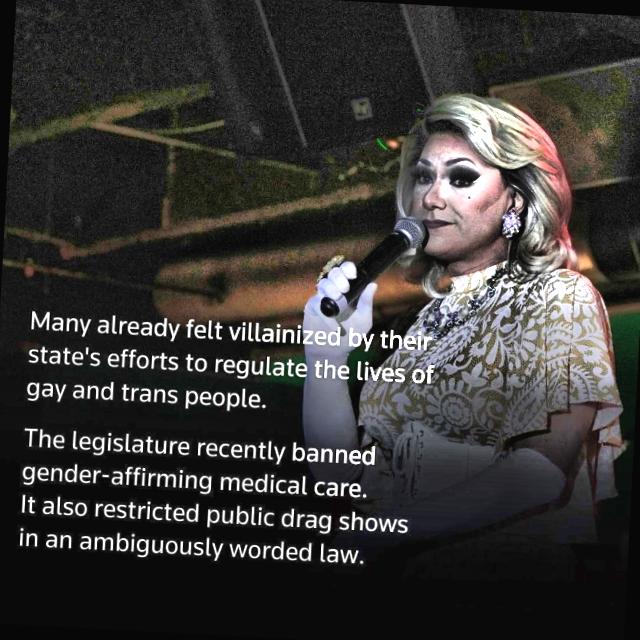 Many already felt villainized by their
state's efforts to regulate the lives of
gay and trans people.
The legislature recently banned
gender-affirming medical care.
It also restricted public drag shows
in an ambiguously worded law.